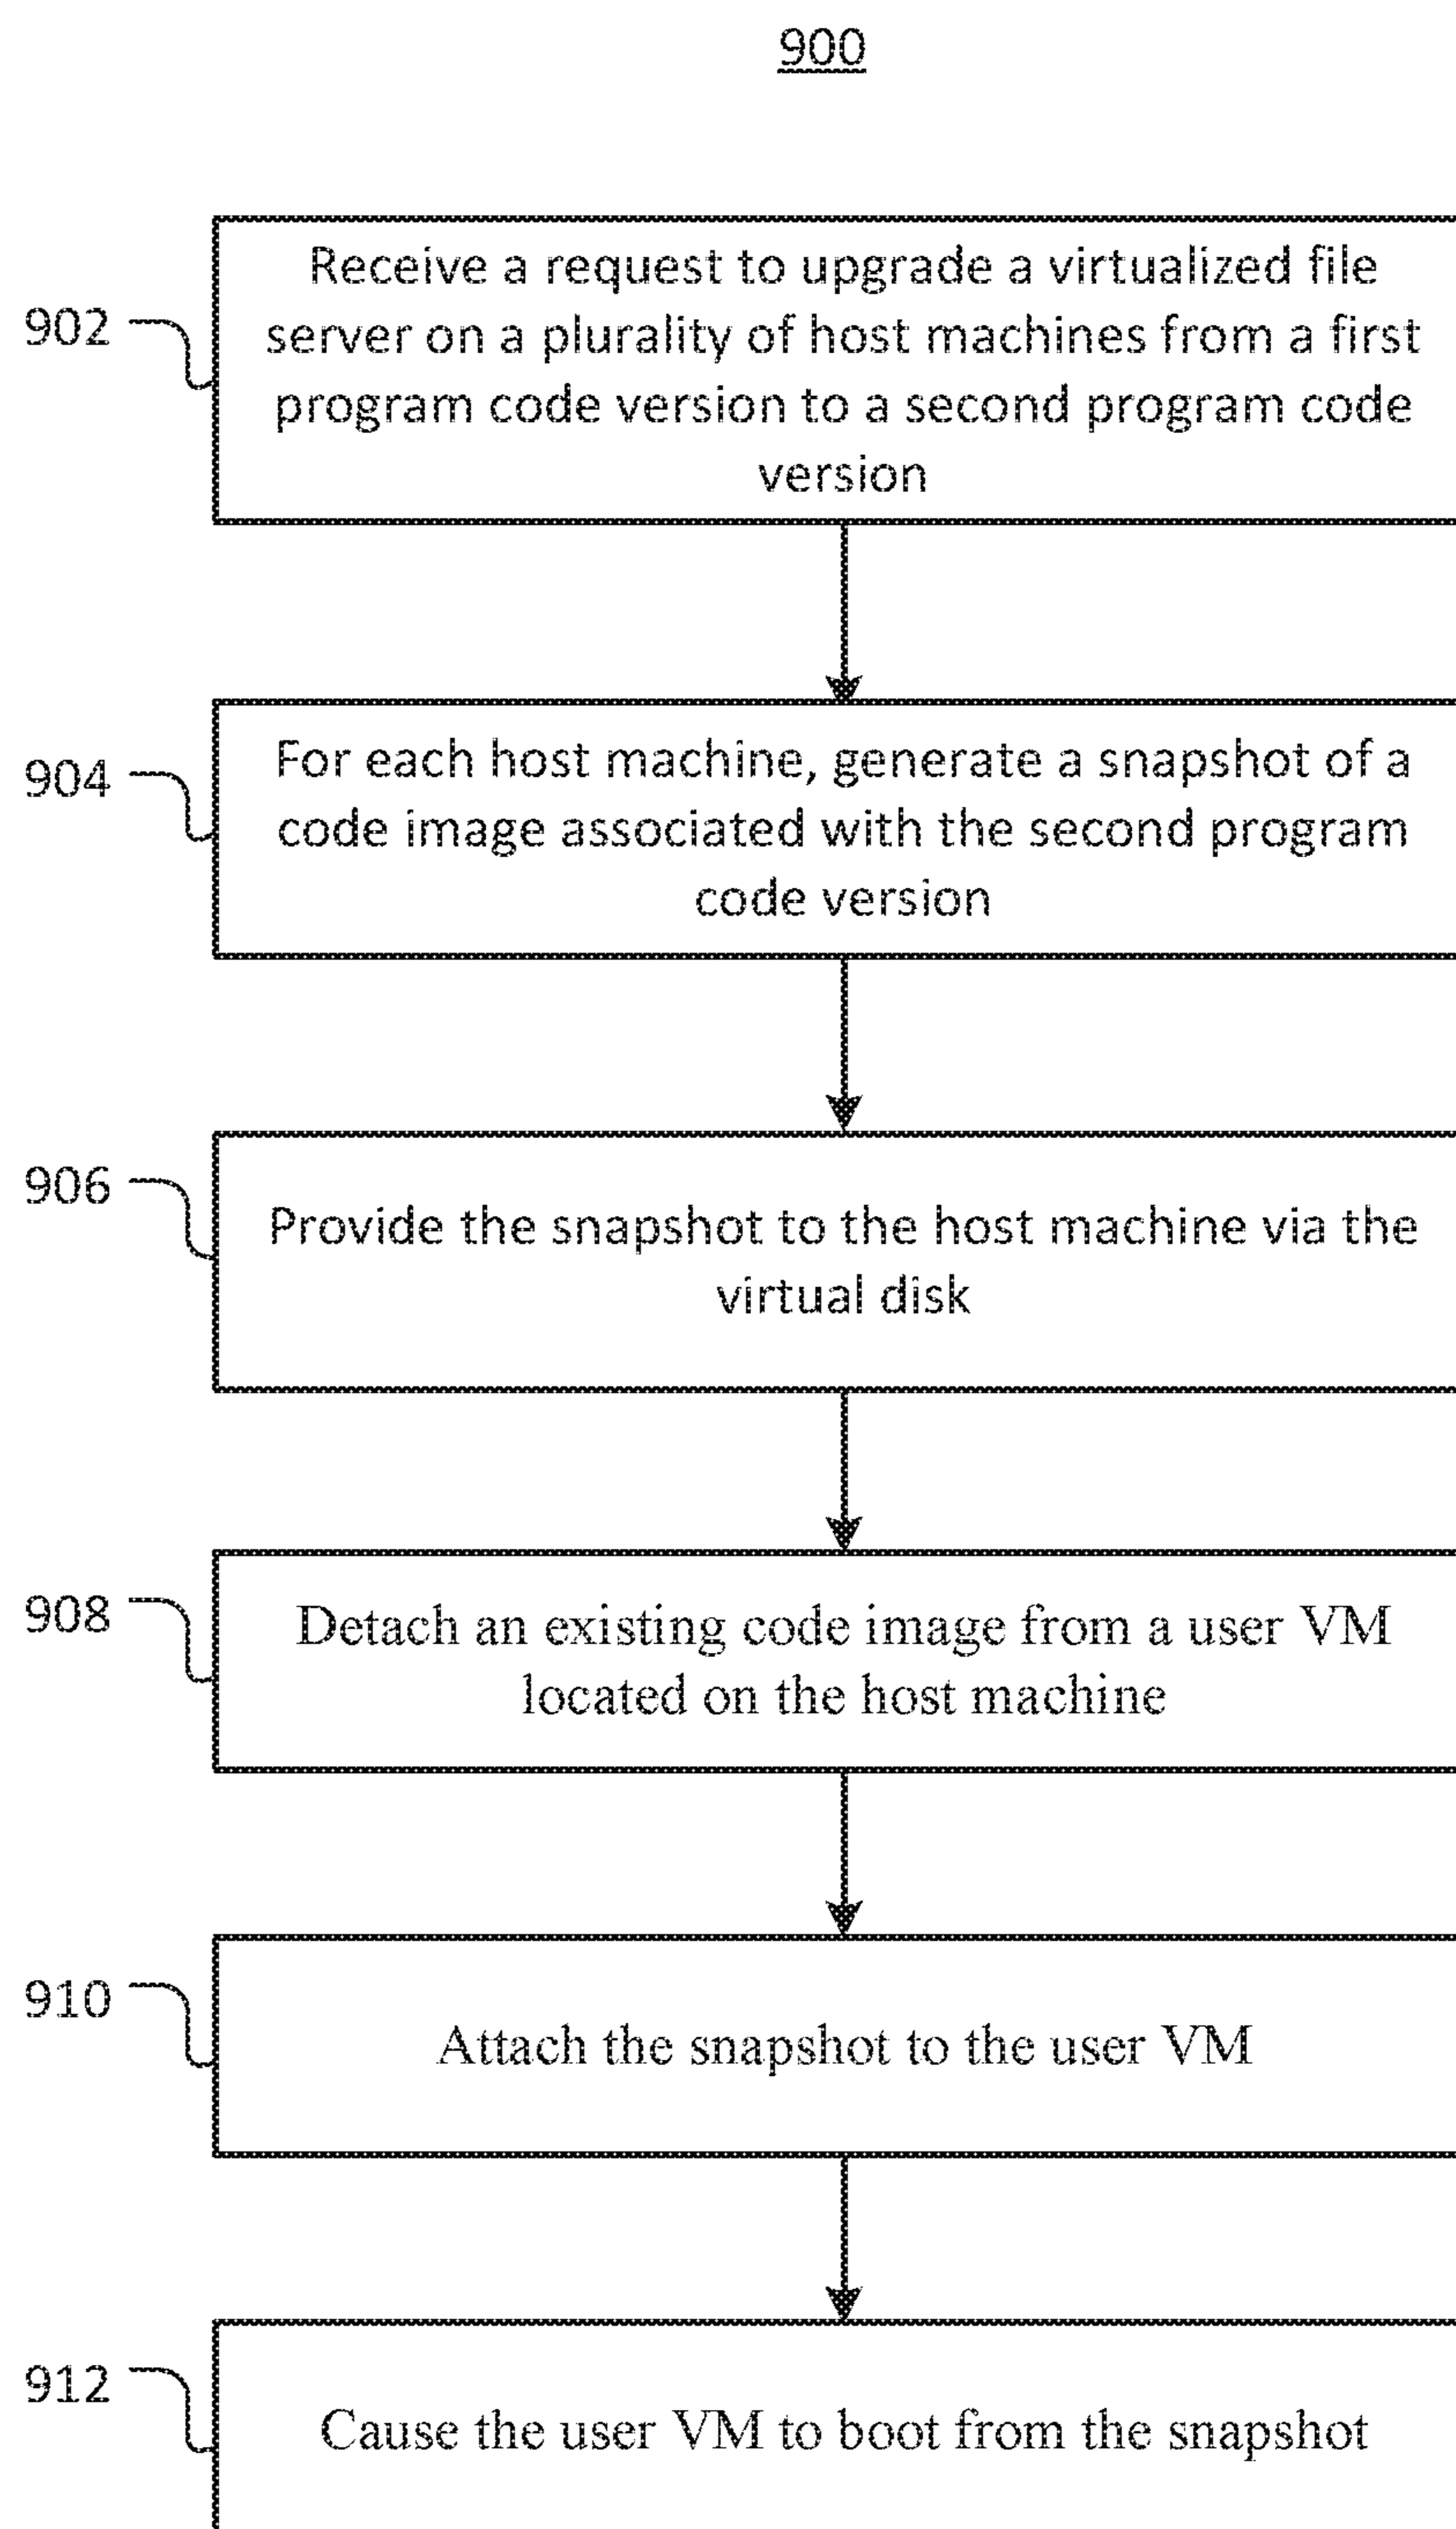 900
902
Receive a request to upgrade a virtualized file
server on a plurality of host machines from a first
program code version to a second program code
version
904
For each host machine, generate a snapshot of a
code image associated with the second program
code version
906
Provide the snapshot to the host machine via the
virtual disk
908
Detach an existing code image from a user VM
located on the host machine
910
Attach the snapshot to the user VM
912
Cause the user VM to boot from the snapshot